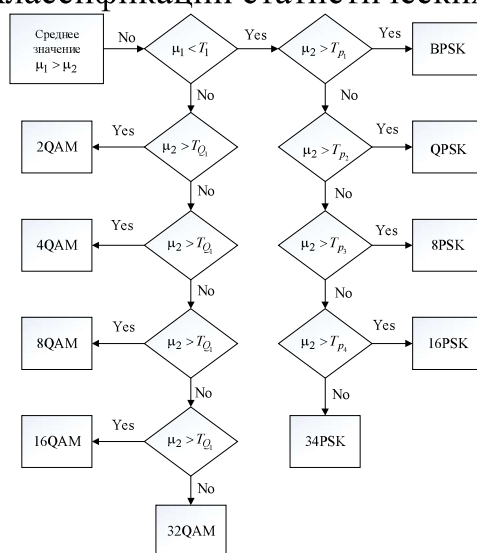 классификации статистических
Среднее
значение
μ1 > μ2
No
μ1 < T1
Yes
μ2 > Tp1
Yes
BPSK
No
No
2QAM
Yes
μ2 > TQ1
μ2 > Tp2
Yes
QPSK
No
No
4QAM
Yes
μ2 > TQ1
μ2 > Tp3
Yes
8PSK
No
No
8QAM
Yes
μ2 > TQ1
μ2 > Tp4
Yes
16PSK
No
No
16QAM
Yes
μ2 > TQ1
34PSK
No
32QAM